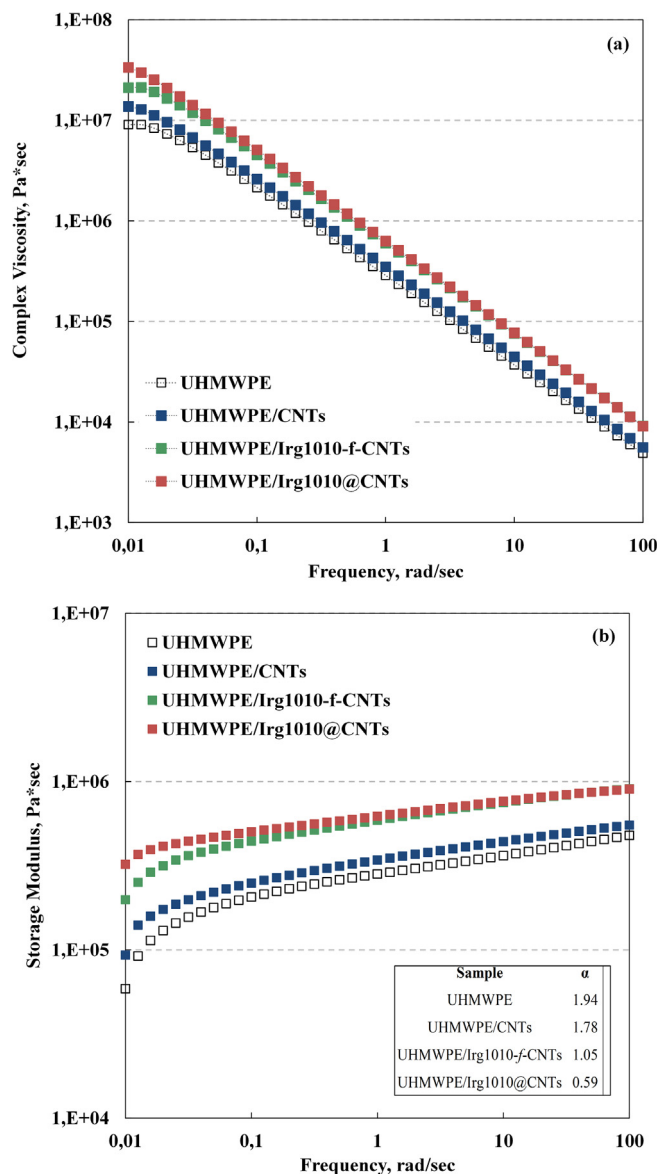 1,E+08
(a)
1,E+07
1,E+06
1,E+05
1,E+04
1,E+03
Complex Viscosity, Pa*sec
UHMWPE
UHMWPE/CNTs
UHMWPE/Irg1010-f-CNTs
UHMWPE/Irg1010@CNTs
0,01 0,1 1 10 100
Frequency, rad/sec
1,E+07
(b)
1,E+06
1,E+05
1,E+04
Storage Modulus, Pa*sec
UHMWPE
UHMWPE/CNTs
UHMWPE/Irg1010-f-CNTs
UHMWPE/Irg1010@CNTs
Sample α
UHMWPE 1.94
UHMWPE/CNTs 1.78
UHMWPE/Irg1010-f-CNTs 1.05
UHMWPE/Irg1010@CNTs 0.59
0,01 0,1 1 10 100
Frequency, rad/sec